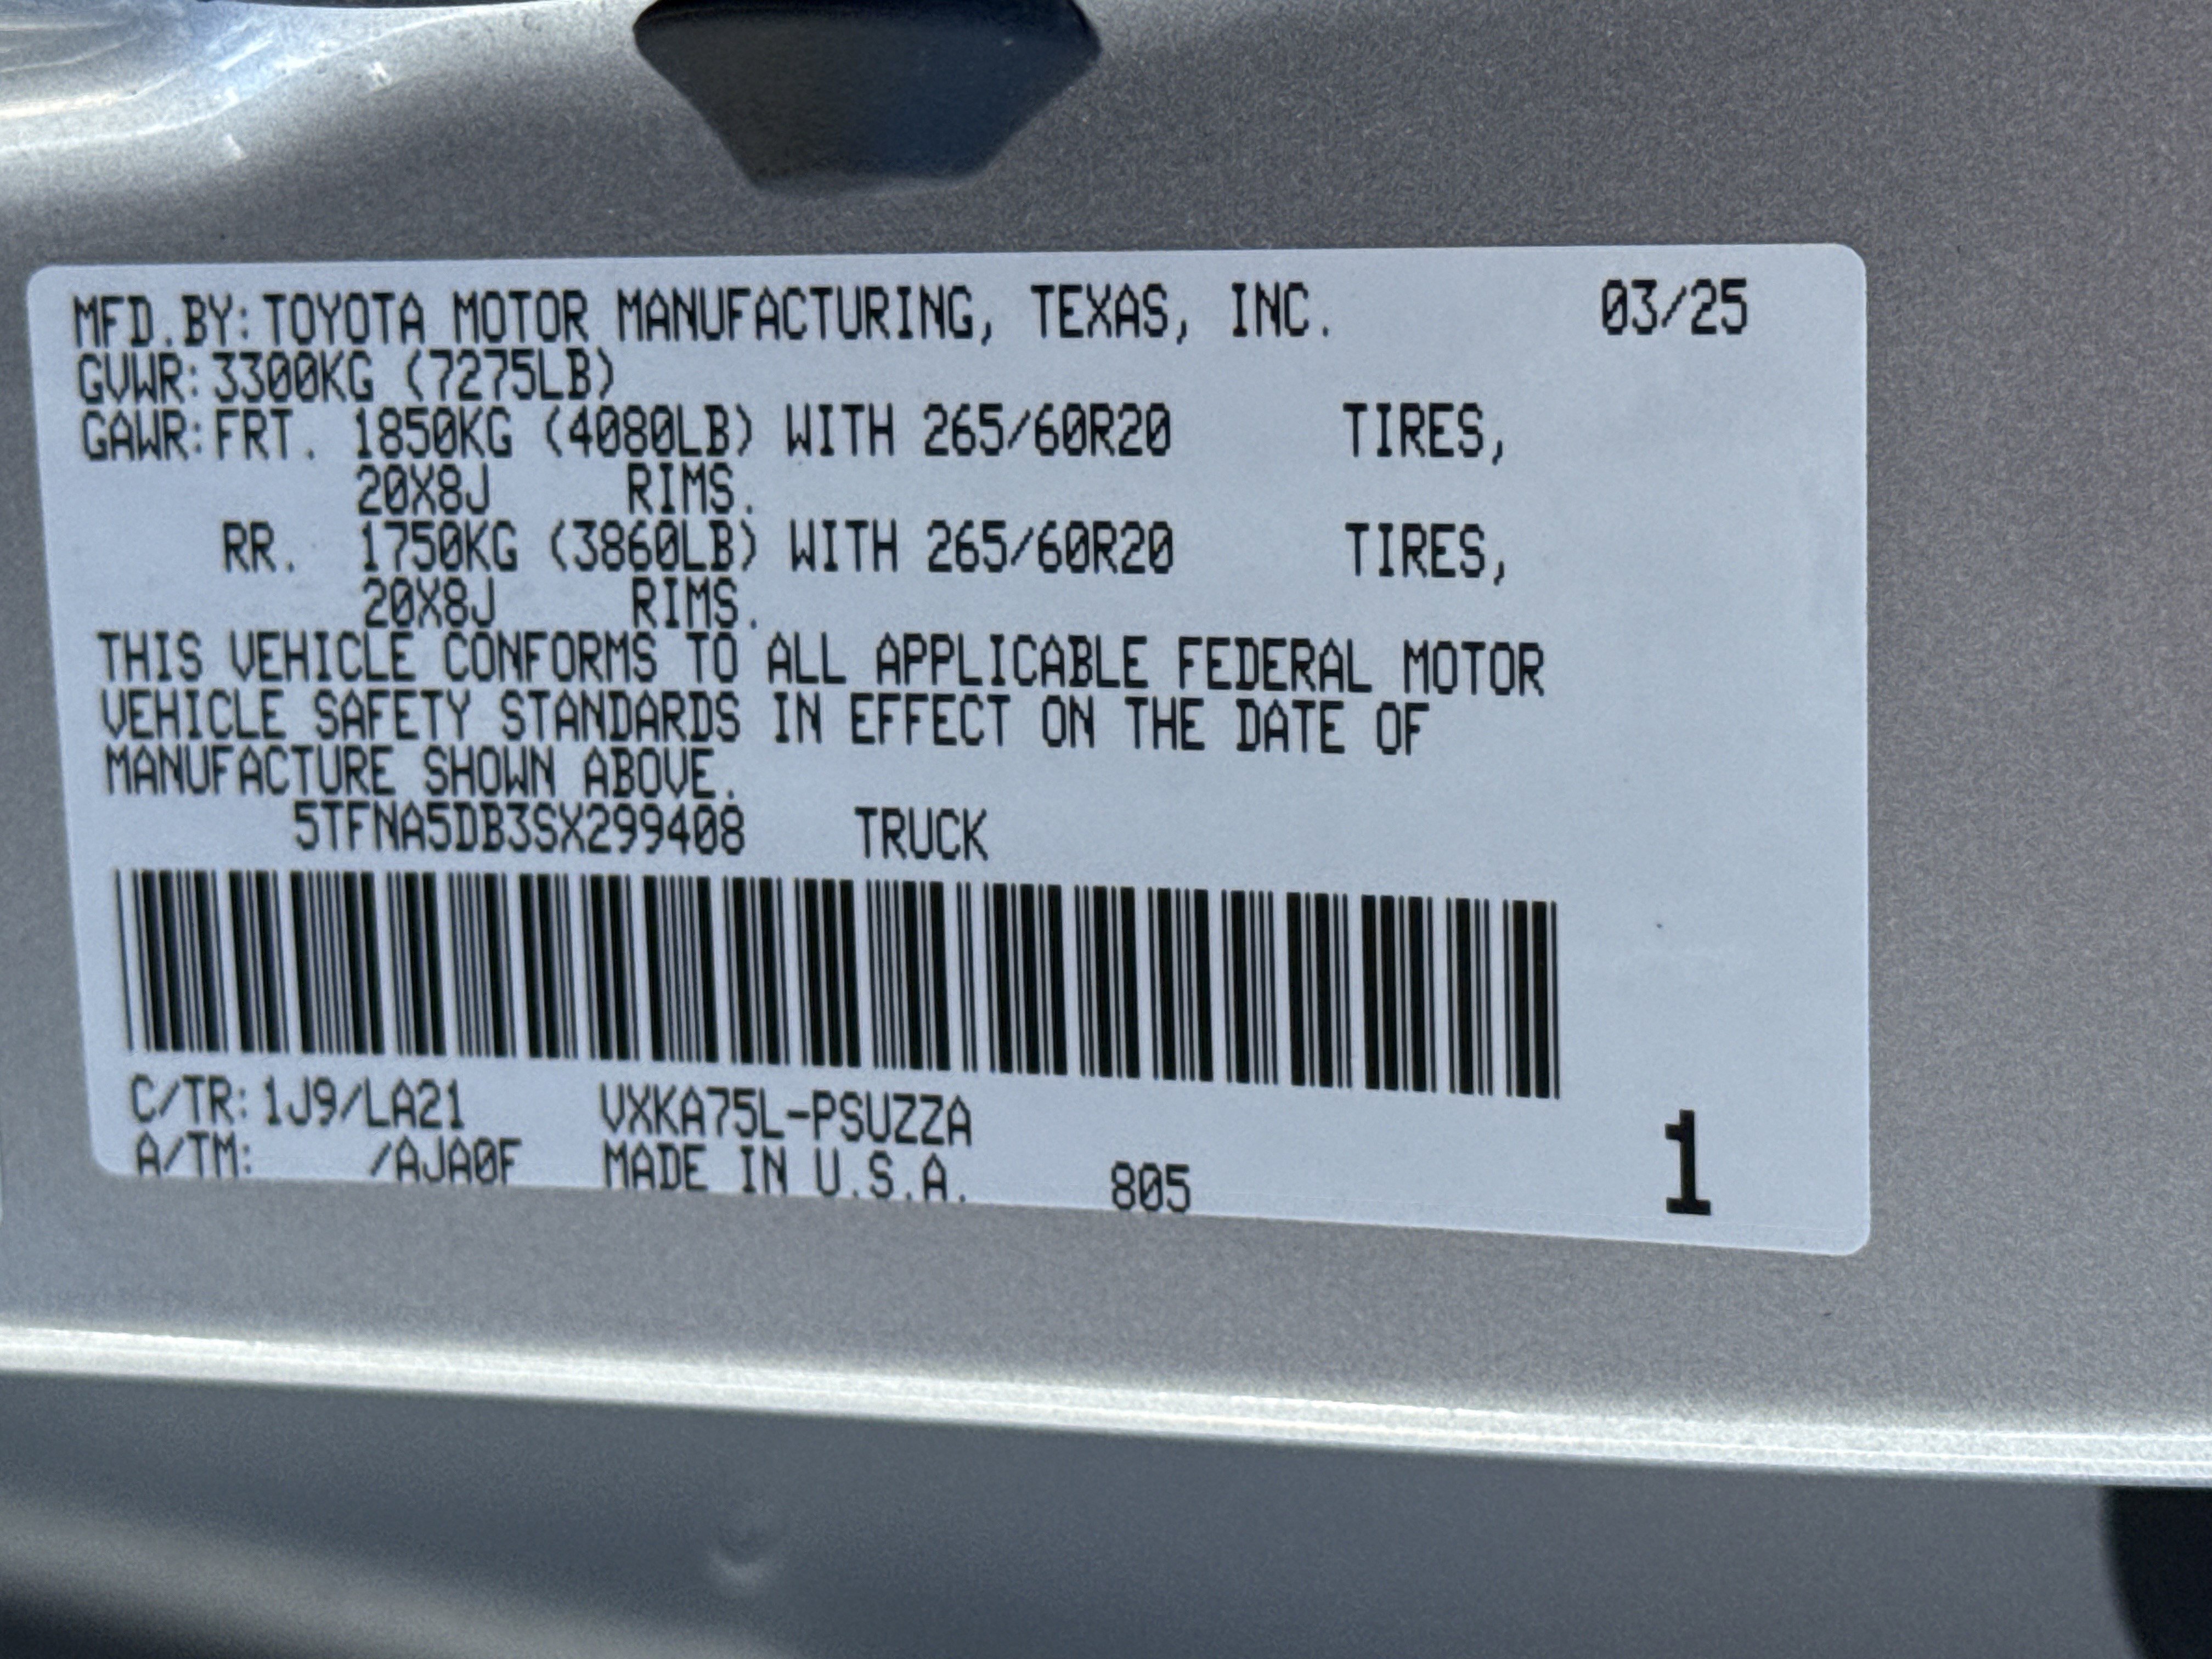 MFD.BY:TOYOTA MOTOR MANUFACTURING, TEXAS, INC. 03/25
GVWR:3300KG (7275LB)
GAWR:FRT. 1850KG (4080LB) WITH 265/60R20 TIRES,
20X8J RIMS.
RR. 1750KG (3860LB) WITH 265/60R20 TIRES,
20X8J RIMS.
THIS VEHICLE CONFORMS TO ALL APPLICABLE FEDERAL MOTOR
VEHICLE SAFETY STANDARDS IN EFFECT ON THE DATE OF
MANUFACTURE SHOWN ABOVE.
5TFNA5DB3SX299408 TRUCK
C/TR:1J9/LA21 VXKA75L-PSUZZA
A/TM: /AJA0F MADE IN U.S.A. 805 1